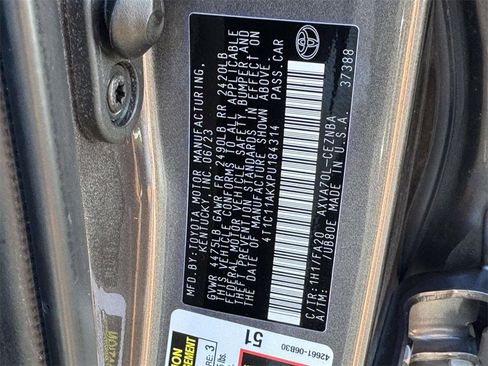 MFD.BY:TOYOTA MOTOR MANUFACTURING,
KENTUCKY, INC. 06/23
GVWR 4475LB GAWR FR 2490LB RR 2420LB
THIS VEHICLE CONFORMS TO ALL APPLICABLE
FEDERAL MOTOR VEHICLE SAFETY, BUMPER, AND
THEFT PREVENTION STANDARDS IN EFFECT ON
THE DATE OF MANUFACTURE SHOWN ABOVE.
4T1C11AKXPU184314 PASS.CAR
C/TR:1H1/FA20 AXVA70L-CEZNBA
A/TM: /UB80E MADE IN U.S.A. 37388
42661-06B30
51